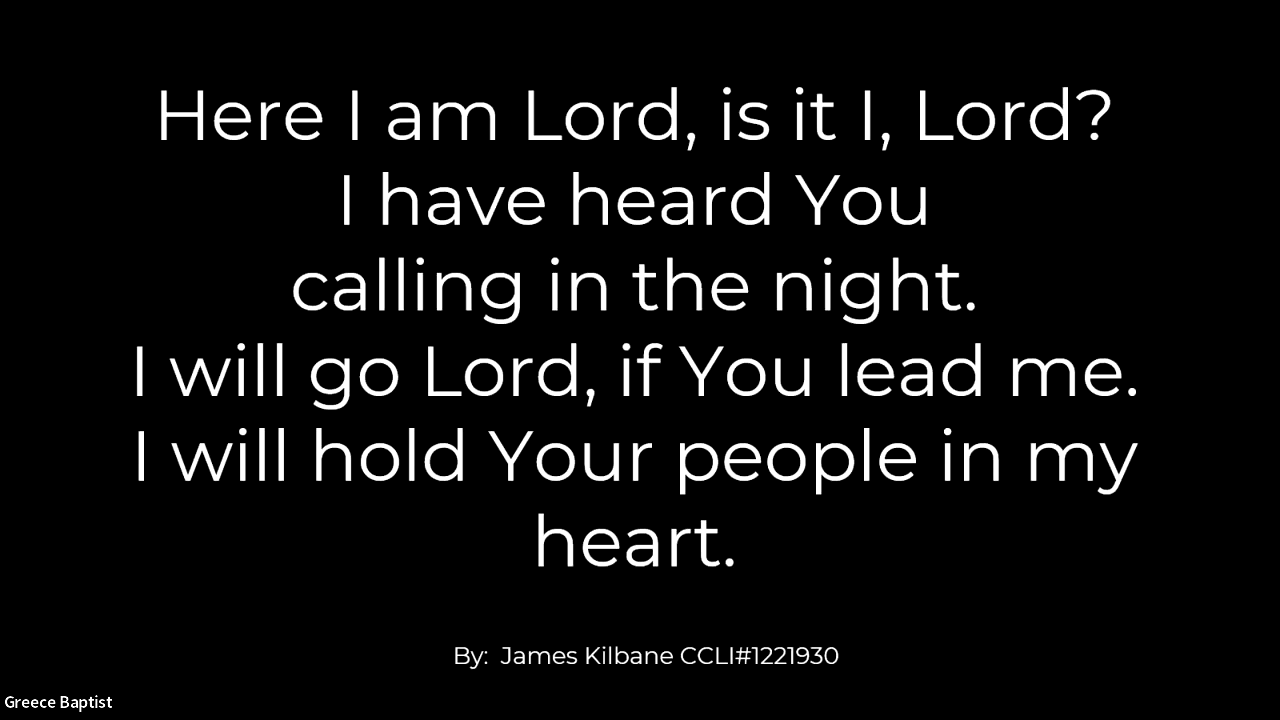 Here I am Lord, is it I, Lord?
I have heard You
calling in the night.
I will go Lord, if You lead me.
I will hold Your people in my
heart.
By:  James Kilbane CCLI#1221930
Greece Baptist